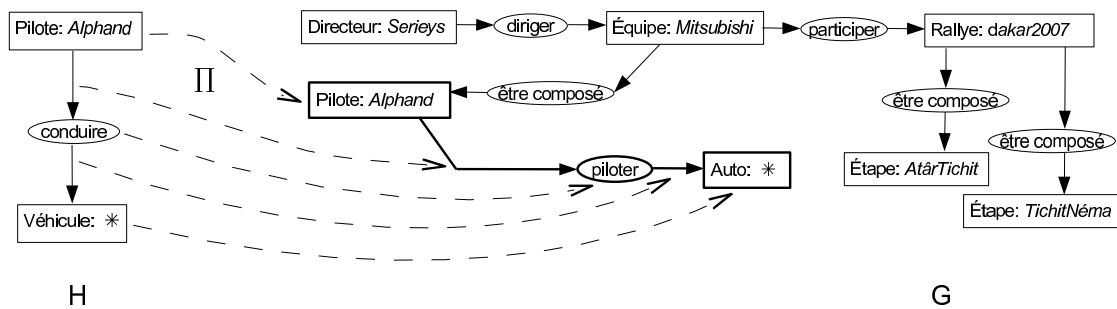 Pilote: Alphand
conduire
Véhicule: ✳
H
∏
Directeur: Serieys
diriger
Équipe: Mitsubishi
participer
Rallye: dakar2007
Pilote: Alphand
être composé
piloter
Auto: ✳
être composé
être composé
Étape: AtârTichit
Étape: TichitNéma
G